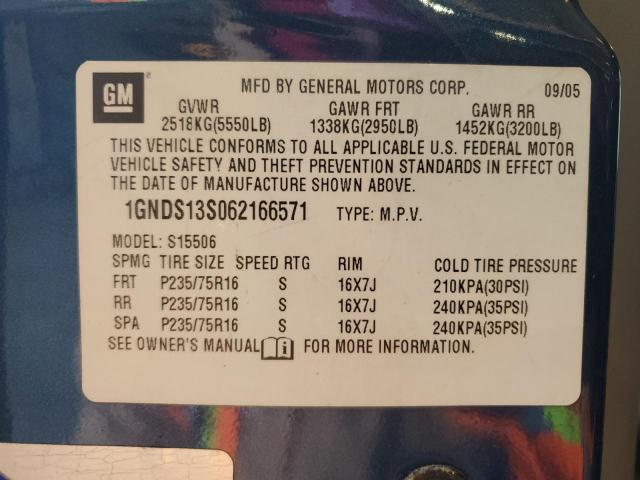 GM
MFD BY GENERAL MOTORS CORP. 09/05
GVWR GAWR FRT GAWR RR
2518KG(5550LB) 1338KG(2950LB) 1452KG(3200LB)
THIS VEHICLE CONFORMS TO ALL APPLICABLE U.S. FEDERAL MOTOR
VEHICLE SAFETY AND THEFT PREVENTION STANDARDS IN EFFECT ON
THE DATE OF MANUFACTURE SHOWN ABOVE.
1GNDS13S062166571 TYPE: M.P.V.
MODEL: S15506
SPMG TIRE SIZE SPEED RTG RIM COLD TIRE PRESSURE
FRT P235/75R16 S 16X7J 210KPA(30PSI)
RR P235/75R16 S 16X7J 240KPA(35PSI)
SPA P235/75R16 S 16X7J 240KPA(35PSI)
SEE OWNER'S MANUAL i FOR MORE INFORMATION.